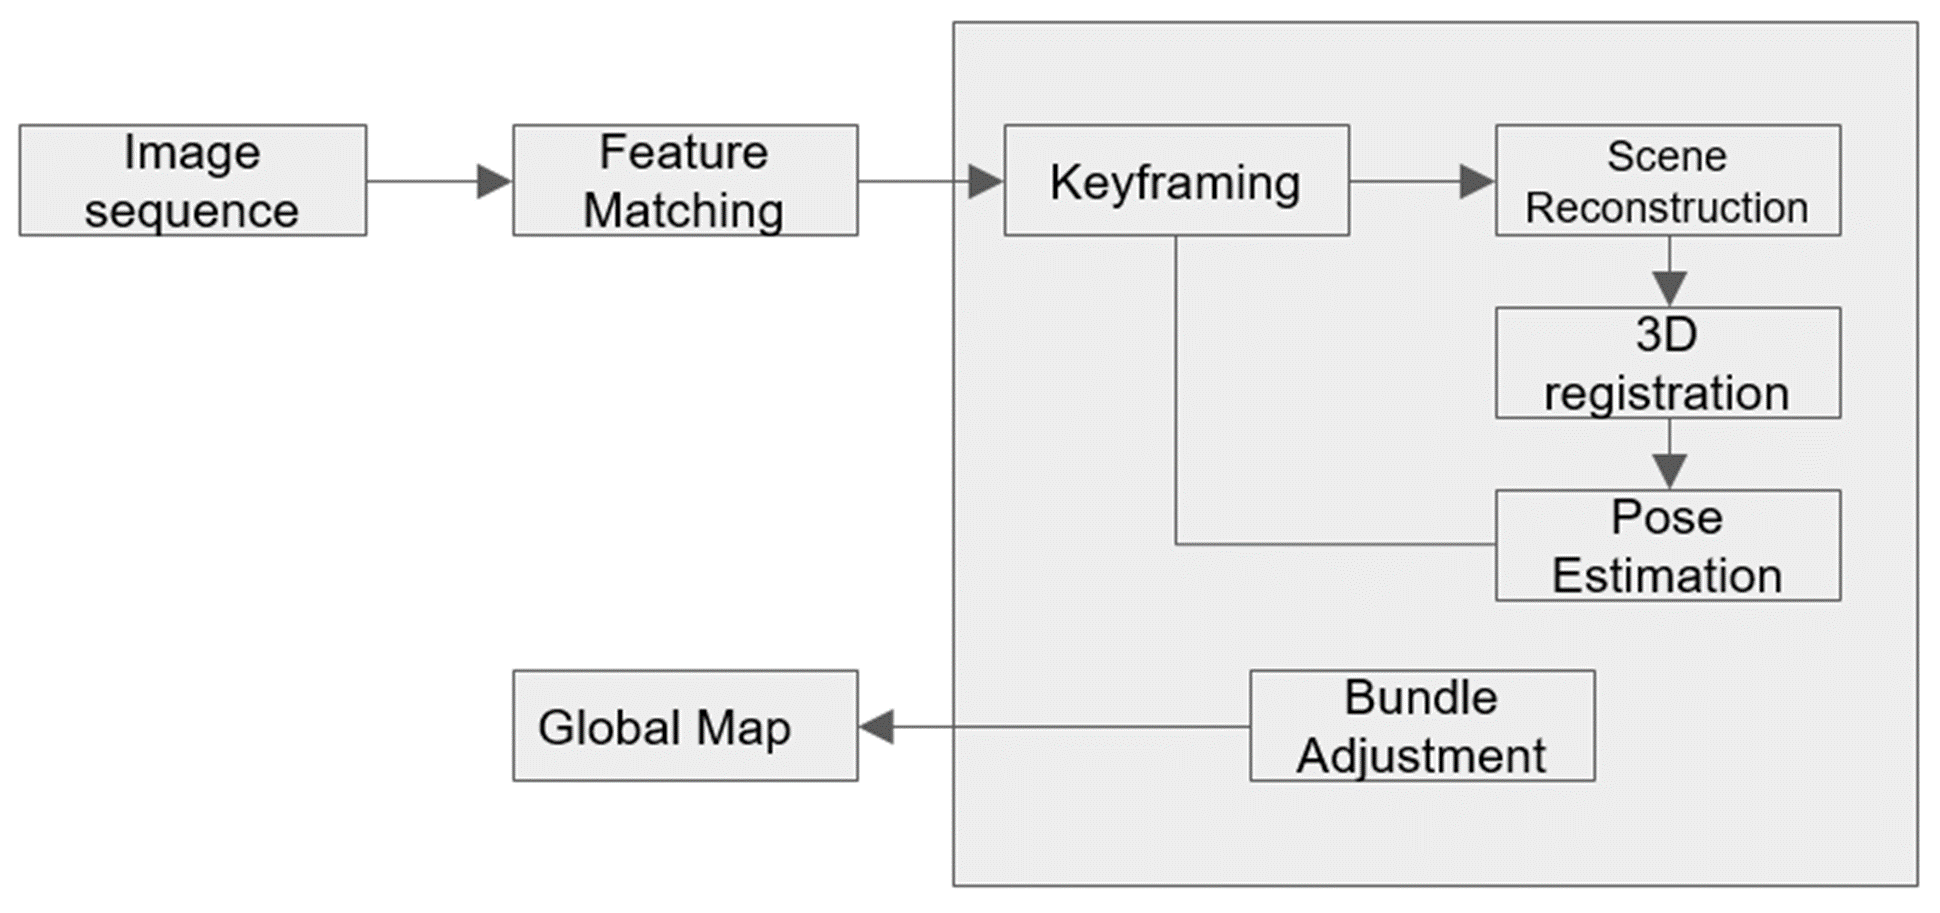 Image
sequence
Feature
Matching
Keyframing
Scene
Reconstruction
3D
registration
Pose
Estimation
Bundle
Adjustment
Global Map